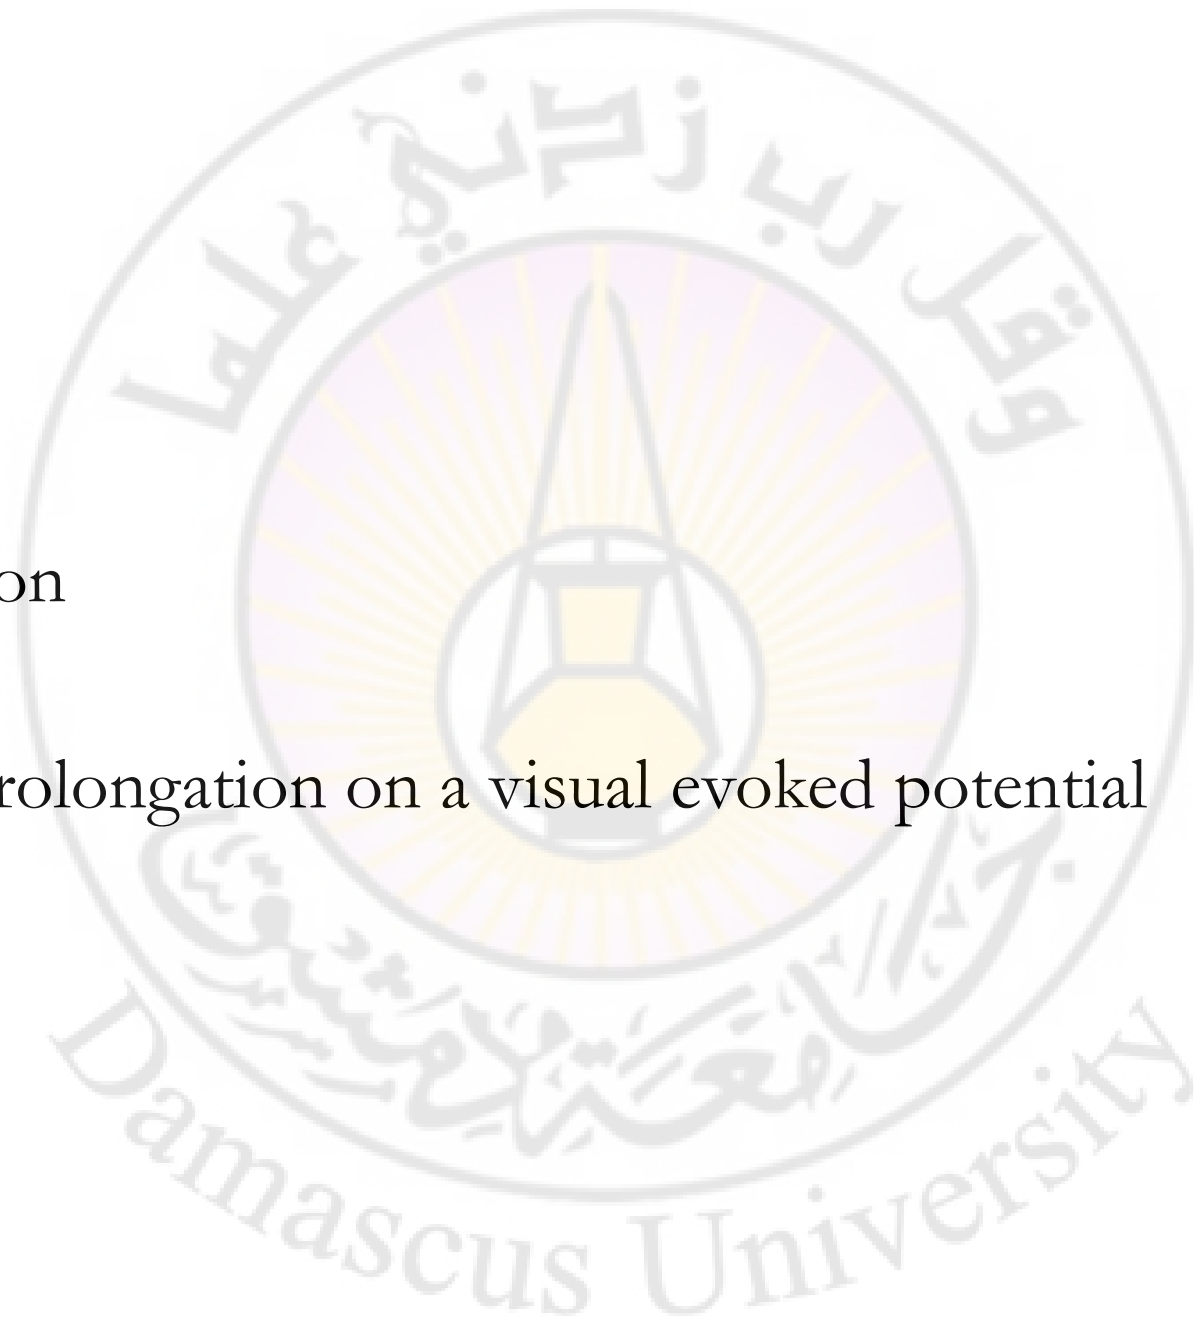 وقل رب زدني علما
on
rolongation on a visual evoked potential
جامعة دمشق
Damascus University